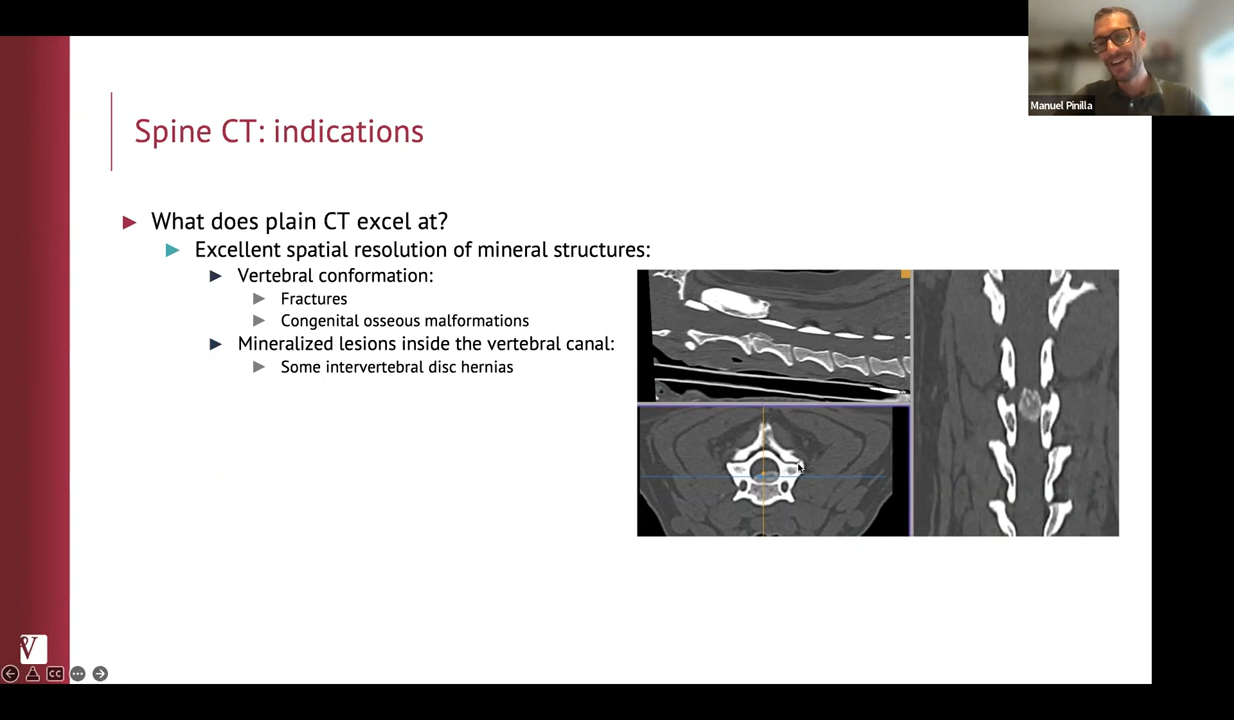 Manuel Pinilla
Spine CT: indications
What does plain CT excel at?
Excellent spatial resolution of mineral structures:
Vertebral conformation:
Fractures
Congenital osseous malformations
Mineralized lesions inside the vertebral canal:
Some intervertebral disc hernias
V
CC